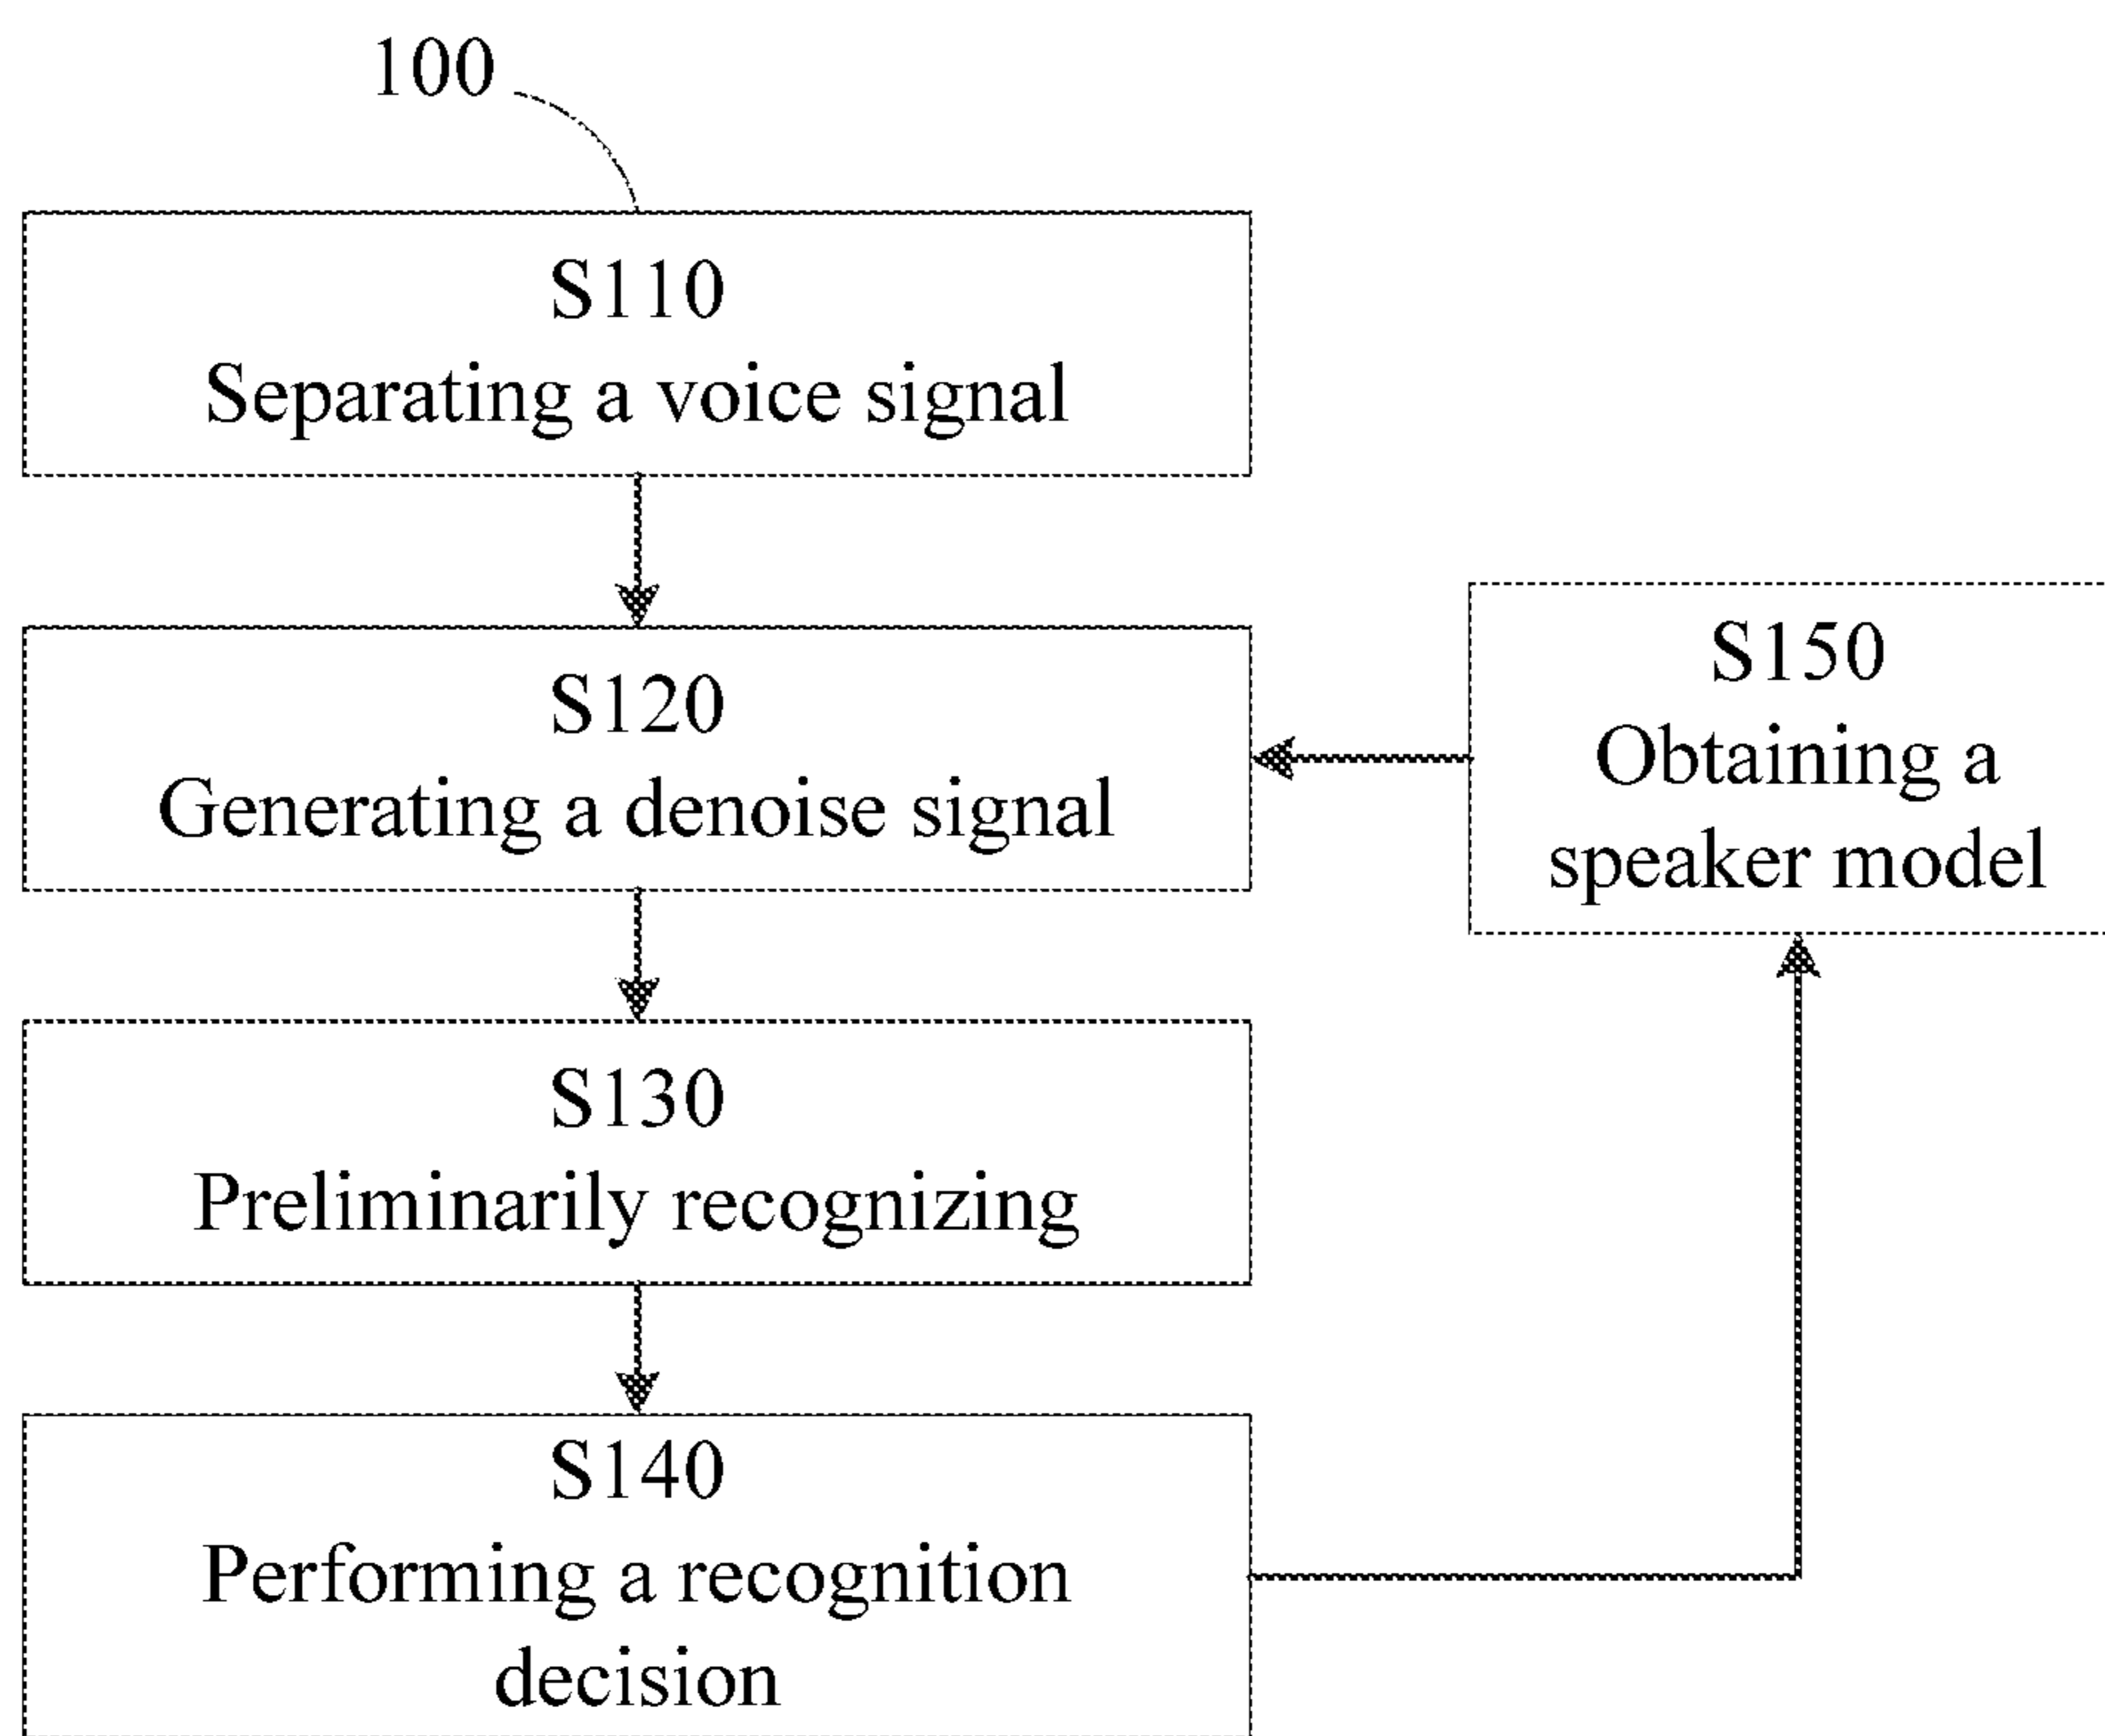 100
S110
Separating a voice signal
S120
Generating a denoise signal
S150
Obtaining a
speaker model
S130
Preliminarily recognizing
S140
Performing a recognition
decision